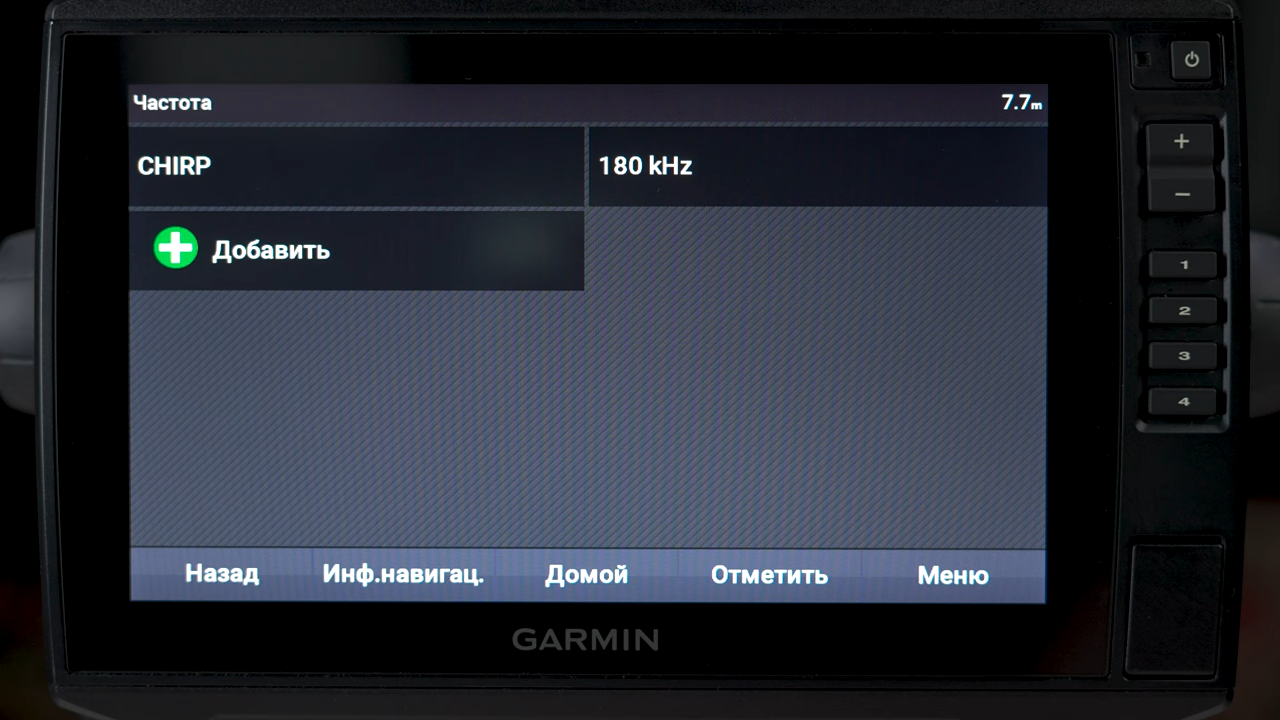 Частота
7.7m
CHIRP
180 kHz
Добавить
Назад
Инф.навигац.
Домой
Отметить
Меню
GARMIN
+
−
1
2
3
4